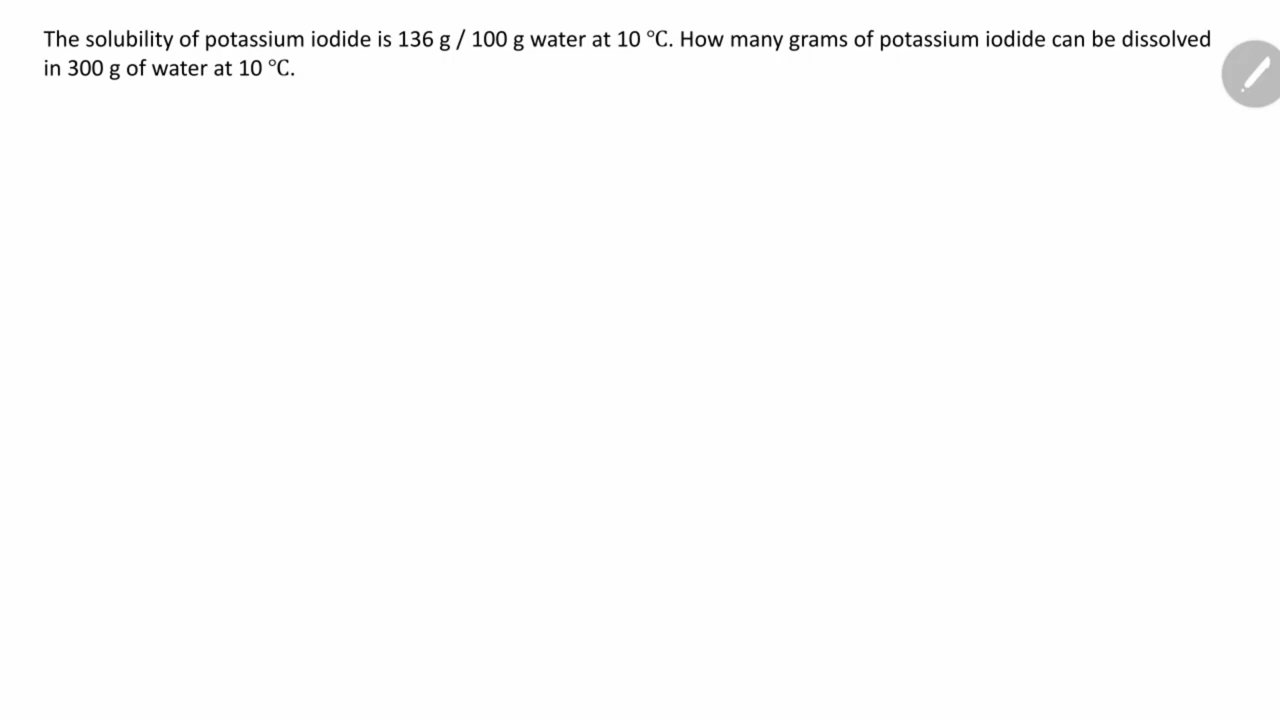 The solubility of potassium iodide is 136 g / 100 g water at 10 °C. How many grams of potassium iodide can be dissolved
in 300 g of water at 10 °C.